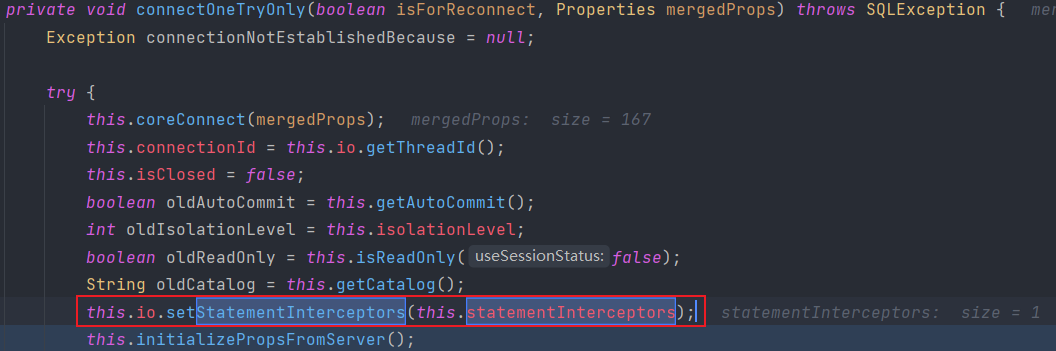 private void connectOneTryOnly(boolean isForReconnect, Properties mergedProps) throws SQLException {   mer
Exception connectionNotEstablishedBecause = null;
try {
this.coreConnect(mergedProps);   mergedProps:  size = 167
this.connectionId = this.io.getThreadId();
this.isClosed = false;
boolean oldAutoCommit = this.getAutoCommit();
int oldIsolationLevel = this.isolationLevel;
boolean oldReadOnly = this.isReadOnly( useSessionStatus: false);
String oldCatalog = this.getCatalog();
this.io.setStatementInterceptors(this.statementInterceptors);   statementInterceptors:  size = 1
this.initializePropsFromServer();